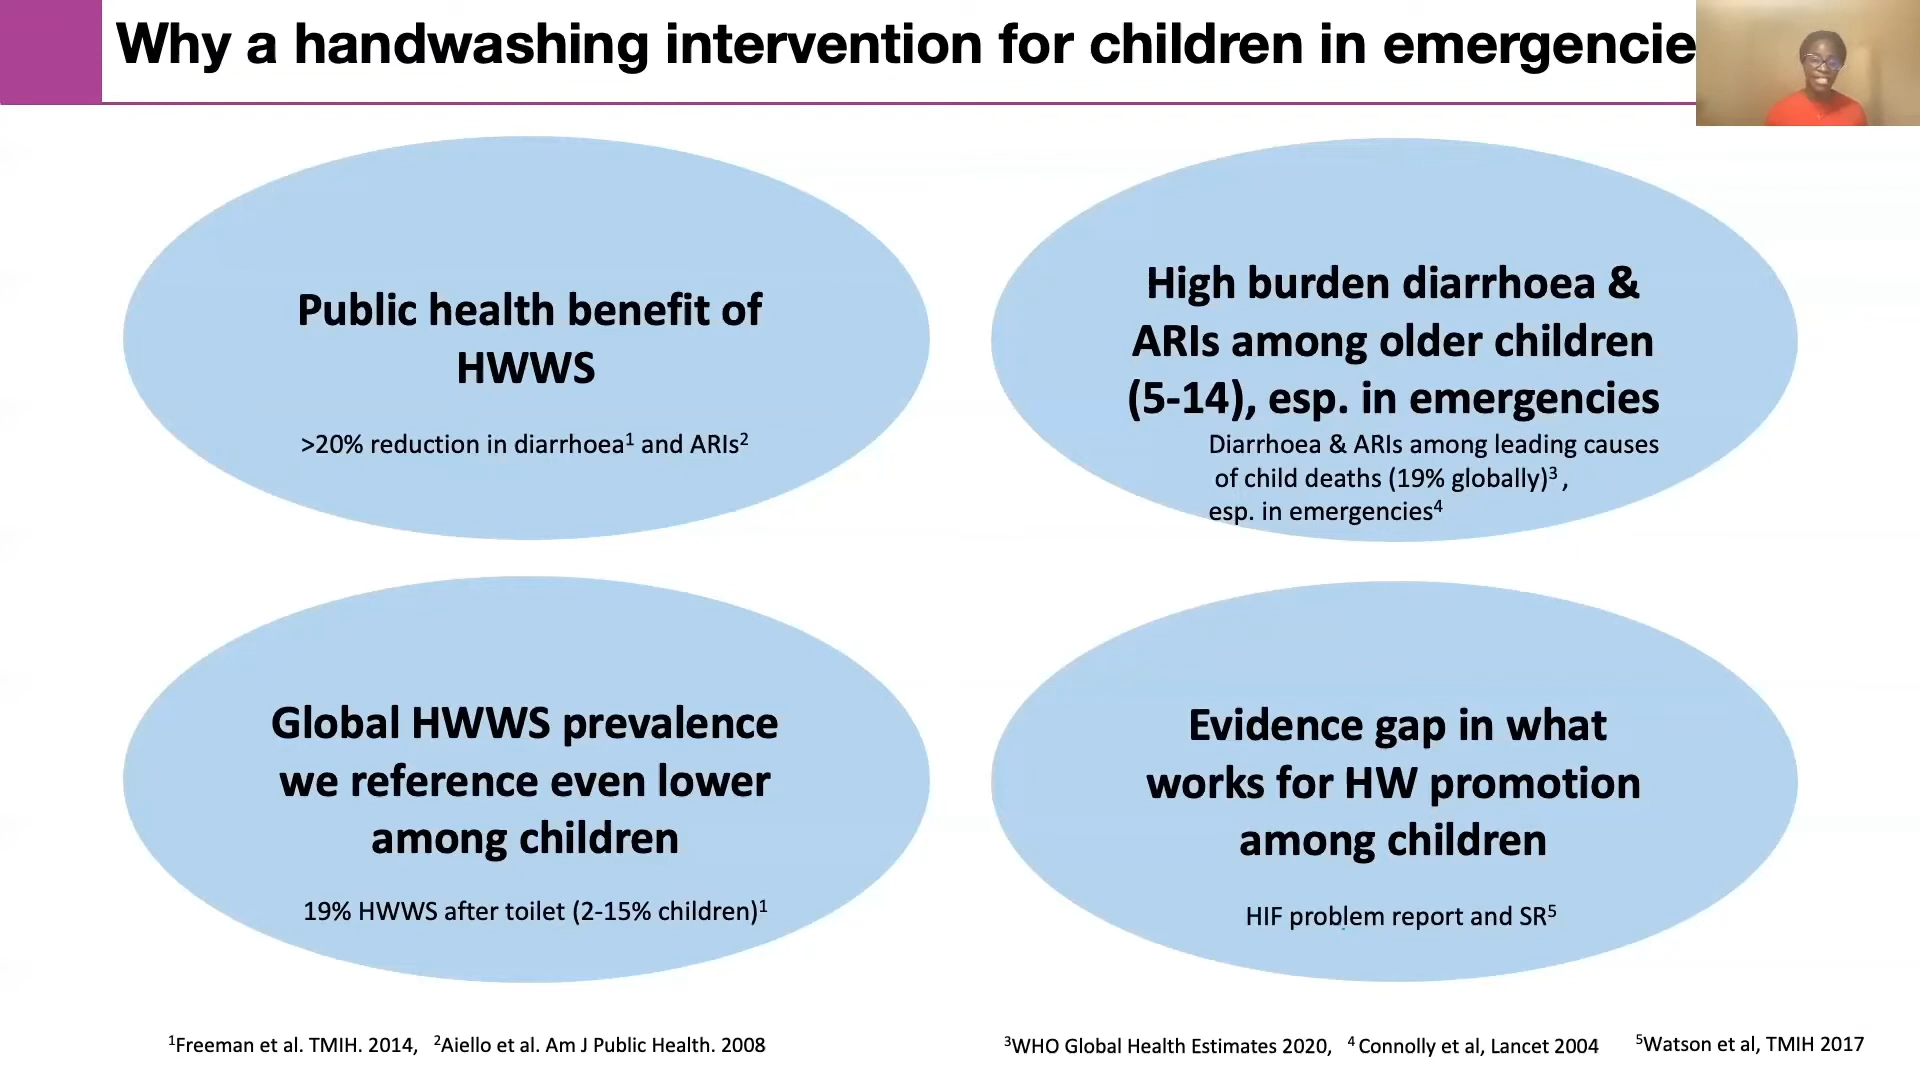 Why a handwashing intervention for children in emergencie
Public health benefit of
HWWS
>20% reduction in diarrhoea¹ and ARIs²
High burden diarrhoea &
ARIs among older children
(5-14), esp. in emergencies
Diarrhoea & ARIs among leading causes
of child deaths (19% globally)³ ,
esp. in emergencies⁴
Global HWWS prevalence
we reference even lower
among children
19% HWWS after toilet (2-15% children)¹
Evidence gap in what
works for HW promotion
among children
HIF problem report and SR⁵
¹Freeman et al. TMIH. 2014, ²Aiello et al. Am J Public Health. 2008
³WHO Global Health Estimates 2020, ⁴ Connolly et al, Lancet 2004 ⁵Watson et al, TMIH 2017